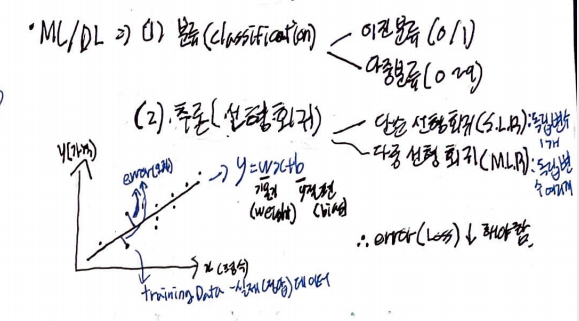 • ML/DL ⇒ (1) 분류(classification)
이진분류(0/1)
다중분류(0~9)
(2). 추론(선형회귀)
단순 선형회귀(S.L.R) : 독립변수 1개
다중 선형 회귀(MLR) : 독립변수 여러개
y(가격)
error(오차)
→ y=wx+b
기울기 y절편
(weight) (bias)
∴ error(Loss)↓ 해야함.
x
training Data - 실제(정답)데이터